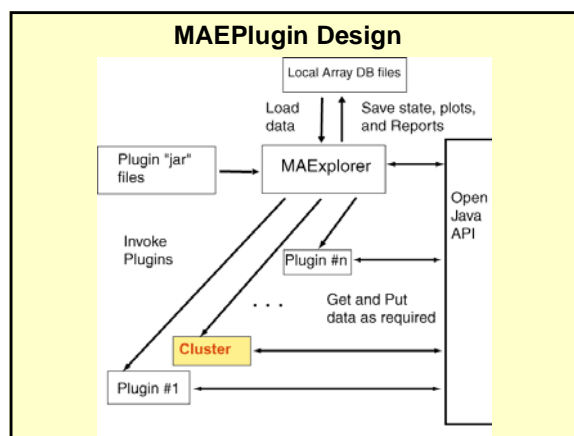 MAEPlugin Design
Local Array DB files
Load
data
Save state, plots,
and Reports
Plugin "jar"
files
MAExplorer
Open
Java
API
Invoke
Plugins
Plugin #n
. . .
Get and Put
data as required
Cluster
Plugin #1